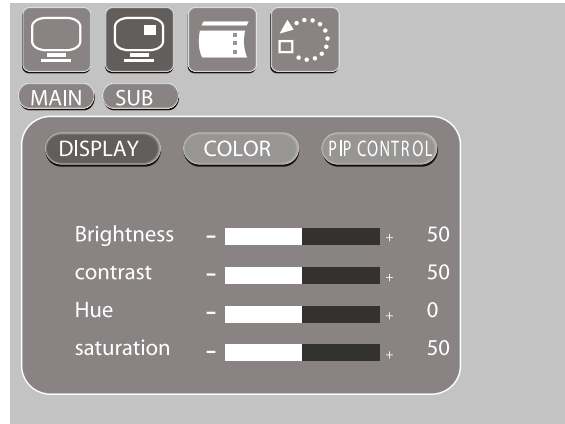 MAIN SUB
DISPLAY COLOR PIP CONTROL
Brightness - + 50
contrast - + 50
Hue - + 0
saturation - + 50